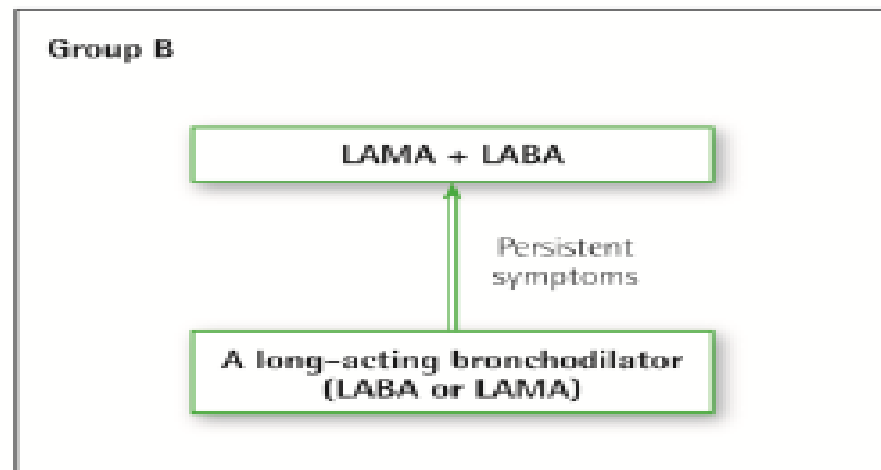 Group B
LAMA + LABA
Persistent
symptoms
A long-acting bronchodilator
(LABA or LAMA)